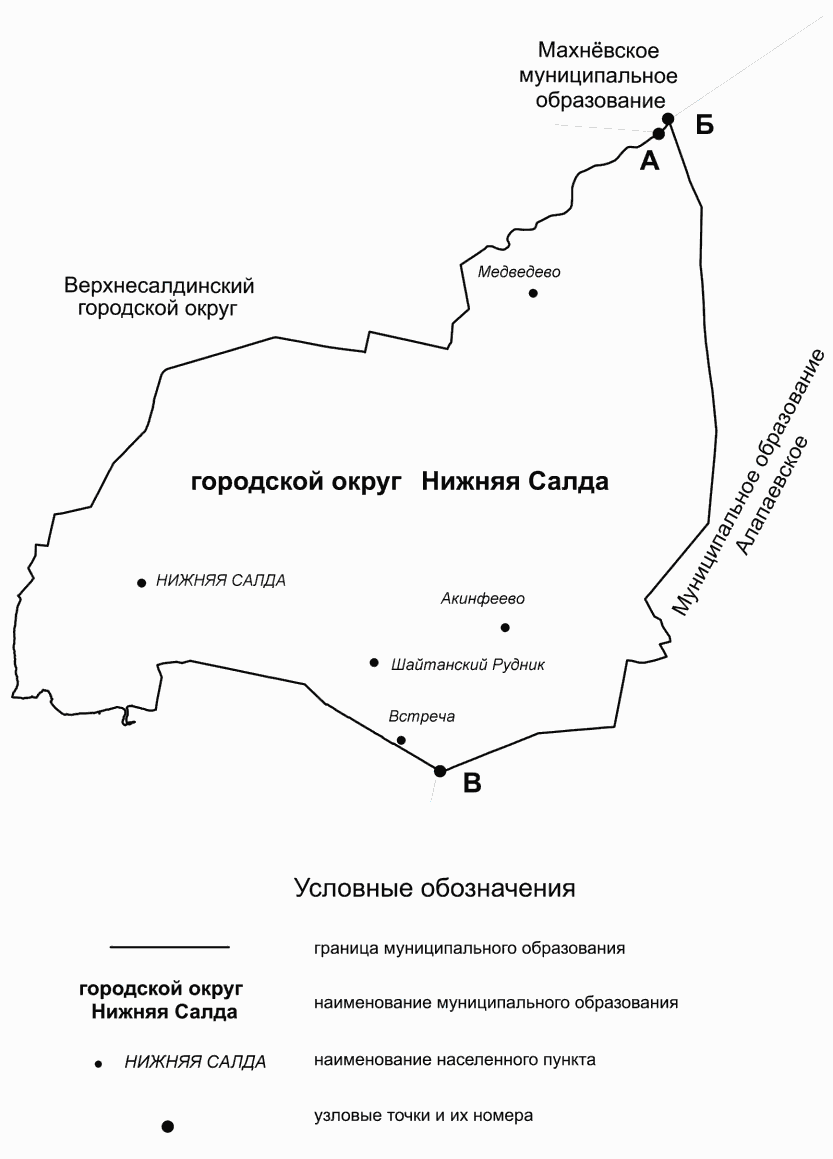 Махнёвское
муниципальное
образование
Б
А
Медведево
Верхнесалдинский
городской округ
Муниципальное образование
Алапаевское
городской округ Нижняя Салда
НИЖНЯЯ САЛДА
Акинфеево
Шайтанский Рудник
Встреча
В
Условные обозначения
граница муниципального образования
городской округ
Нижняя Салда
наименование муниципального образования
НИЖНЯЯ САЛДА
наименование населенного пункта
узловые точки и их номера